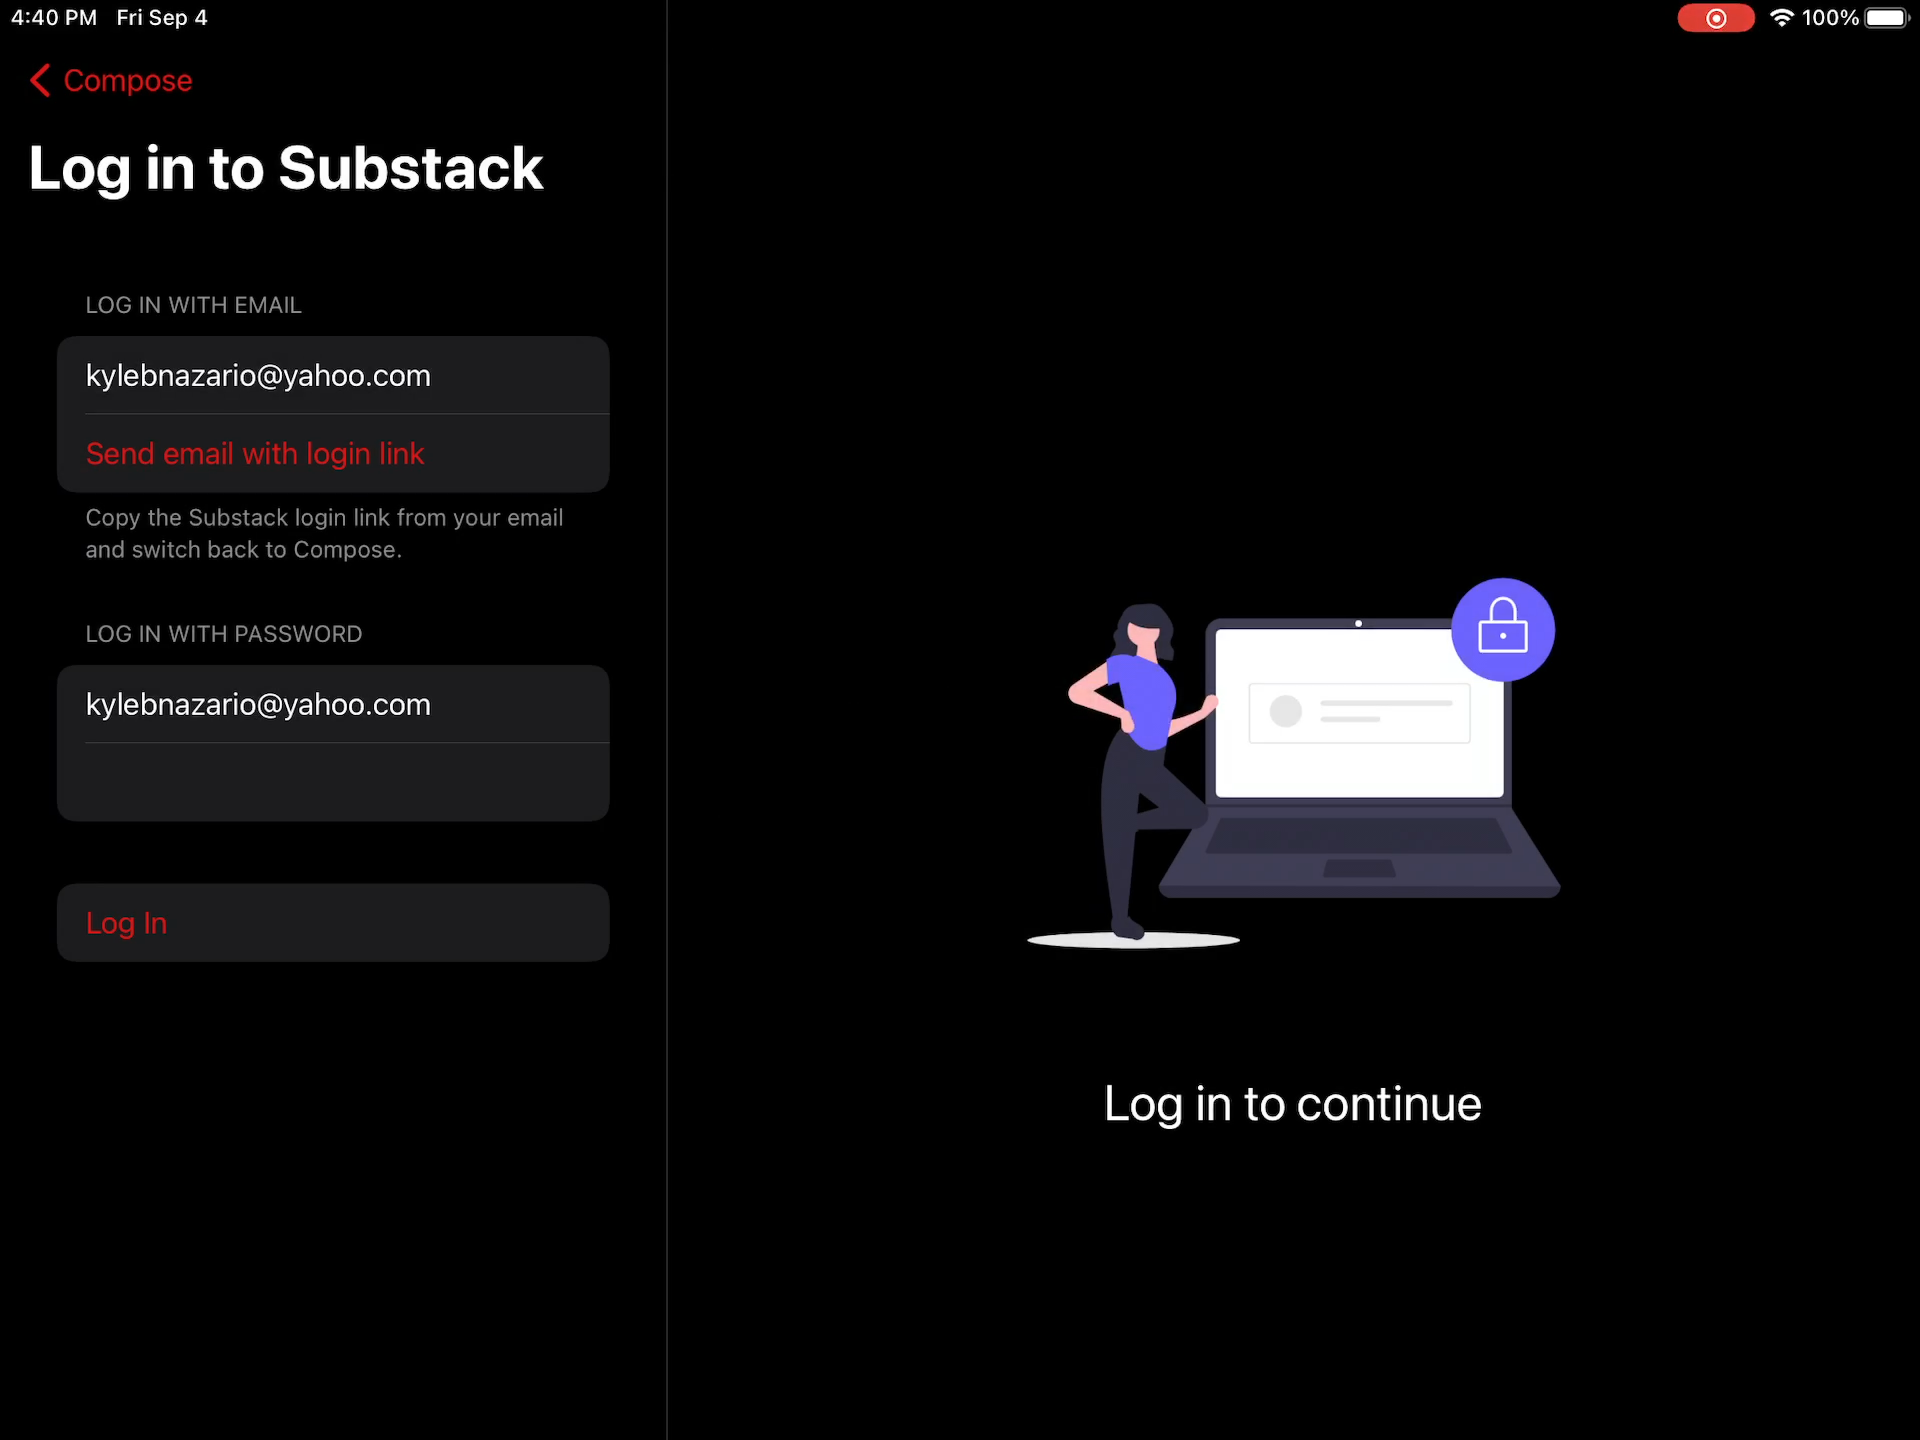 4:40 PM Fri Sep 4
100%
Compose
Log in to Substack
LOG IN WITH EMAIL
kylebnazario@yahoo.com
Send email with login link
Copy the Substack login link from your email
and switch back to Compose.
LOG IN WITH PASSWORD
kylebnazario@yahoo.com
Log In
Log in to continue